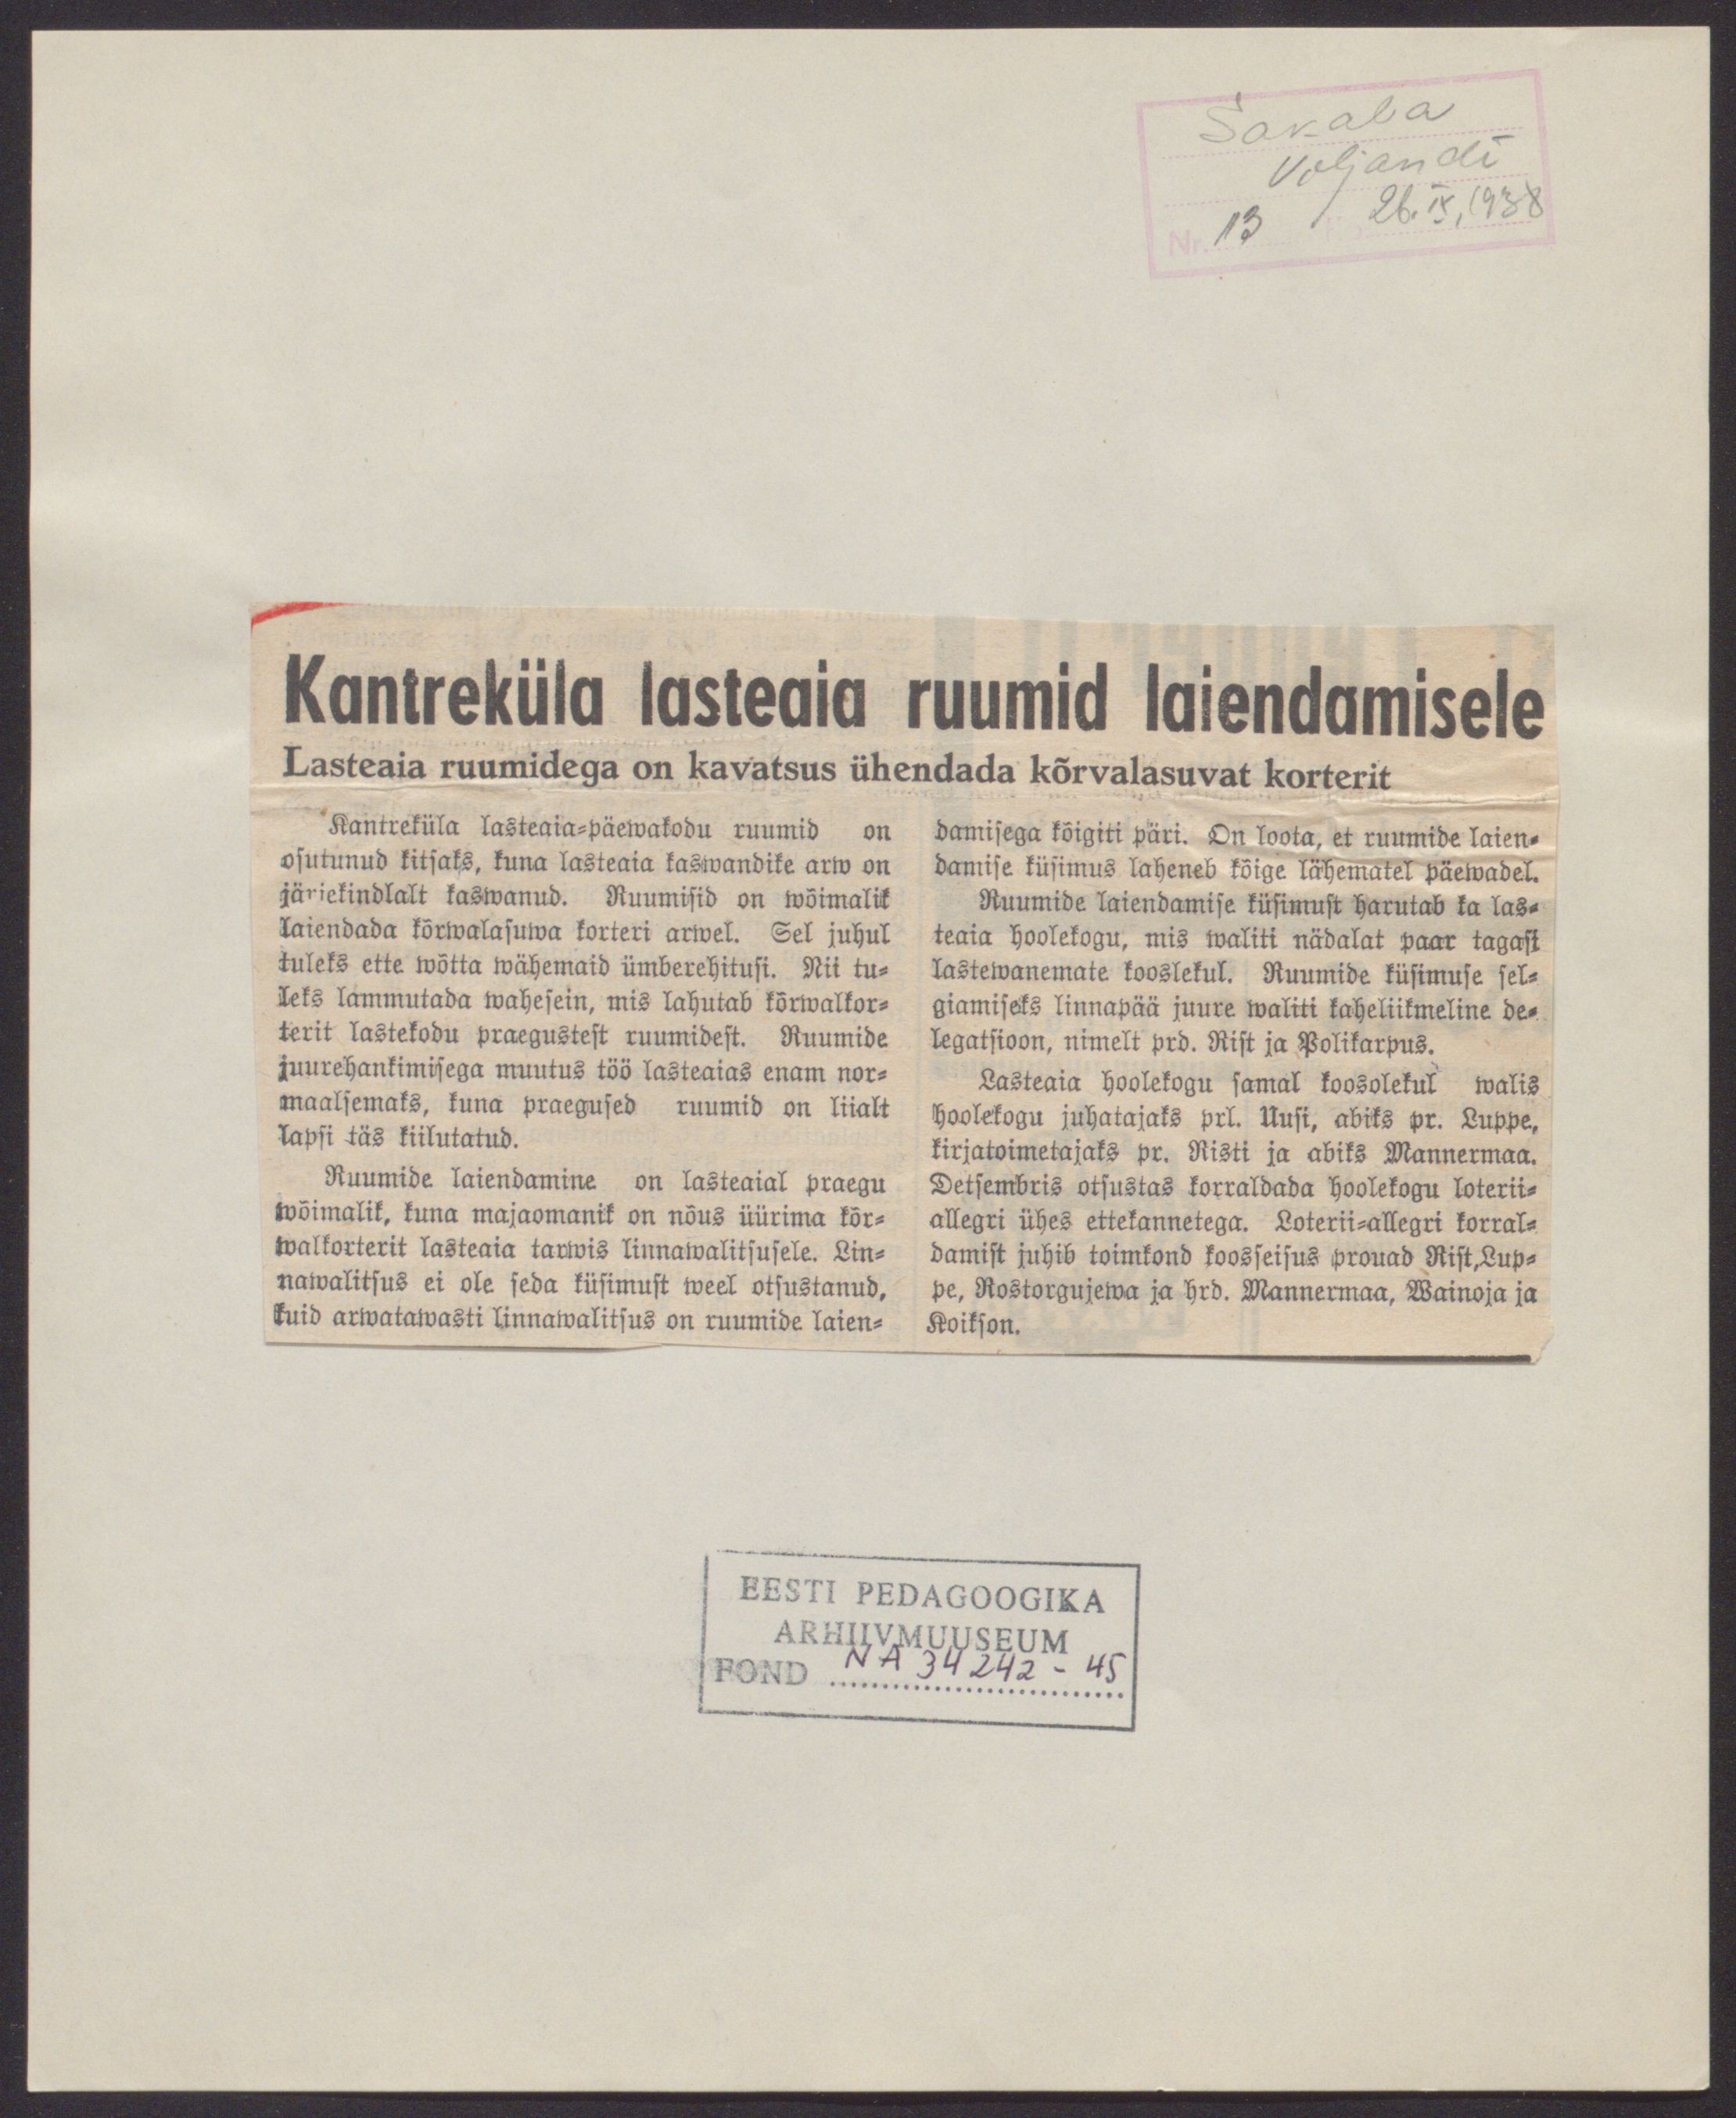 Sakala
Viljandi
Nr. 13 26. IX, 1938
Kantreküla lasteaia ruumid laiendamisele
Lasteaia ruumidega on kavatsus ühendada kõrvalasuvat korterit
Kantreküla lasteaia-päewakodu ruumid on
osutunud kitsaks, kuna lasteaia kaswandike arw on
järjekindlalt kaswanud. Ruumisid on wõimalik
laiendada kõrwalasuwa korteri arwel. Sel juhul
tuleks ette wõtta wähemaid ümberehitusi. Nii tu-
leks lammutada wahesein, mis lahutab kõrwalkor-
terit lastekodu praegustest ruumidest. Ruumide
juurehankimisega muutus töö lasteaias enam nor-
maalsemaks, kuna praegused ruumid on liialt
lapsi täs kiilutatud.
Ruumide laiendamine on lasteaial praegu
wõimalik, kuna majaomanik on nõus üürima kõr-
walkorterit lasteaia tarwis linnawalitsusele. Lin-
nawalitsus ei ole seda küsimust weel otsustanud,
kuid arwatawasti linnawalitsus on ruumide laien-
damisega kõigiti päri. On loota, et ruumide laien-
damise küsimus laheneb kõige lähematel päewadel.
Ruumide laiendamise küsimust harutab ka las-
teaia hoolekogu, mis waliti nädalat paar tagasi
lastewanemate kooslekul. Ruumide küsimuse sel-
giamiseks linnapää juure waliti kaheliikmeline de-
legatsioon, nimelt prd. Rist ja Polikarpus.
Lasteaia hoolekogu samal koosolekul walis
hoolekogu juhatajaks prl. Uusi, abiks pr. Luppe,
kirjatoimetajaks pr. Risti ja abiks Mannermaa.
Detsembris otsustas korraldada hoolekogu loterii-
allegri ühes ettekannetega. Loterii-allegri korral-
damist juhib toimkond koosseisus prouad Rist, Lup-
pe, Rostorgujewa ja hrd. Mannermaa, Wainoja ja
Koikson.
EESTI PEDAGOOGIKA
ARHIIVMUUSEUM
FOND NA 34242-45